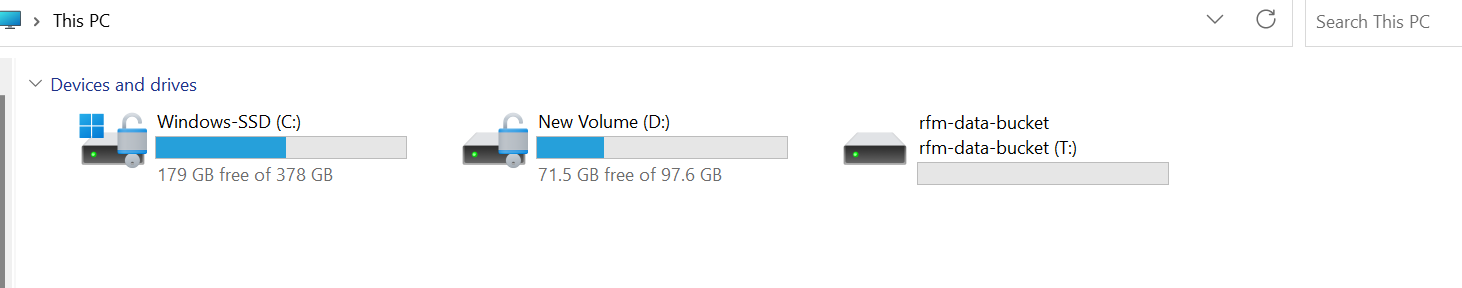 This PC
Search This PC
Devices and drives
Windows-SSD (C:)
179 GB free of 378 GB
New Volume (D:)
71.5 GB free of 97.6 GB
rfm-data-bucket
rfm-data-bucket (T:)